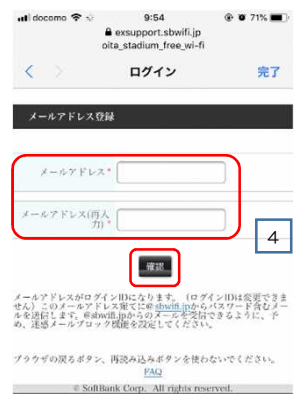 docomo 9:54 71%
exsupport.sbwifi.jp
oita_stadium_free_wi-fi
ログイン 完了
メールアドレス登録
メールアドレス*
メールアドレス(再入
力)*
4
確認
メールアドレスがログインIDになります。 (ログインIDは変更できま
せん) このメールアドレス宛てに@sbwifi.jpからパスワード含むメー
ルを送信します。@sbwifi.jpからのメールを受信できるように、予
め、迷惑メールブロック機能を設定してください。
ブラウザの戻るボタン、再読み込みボタンを使わないでください。
FAQ
© SoftBank Corp. All rights reserved.